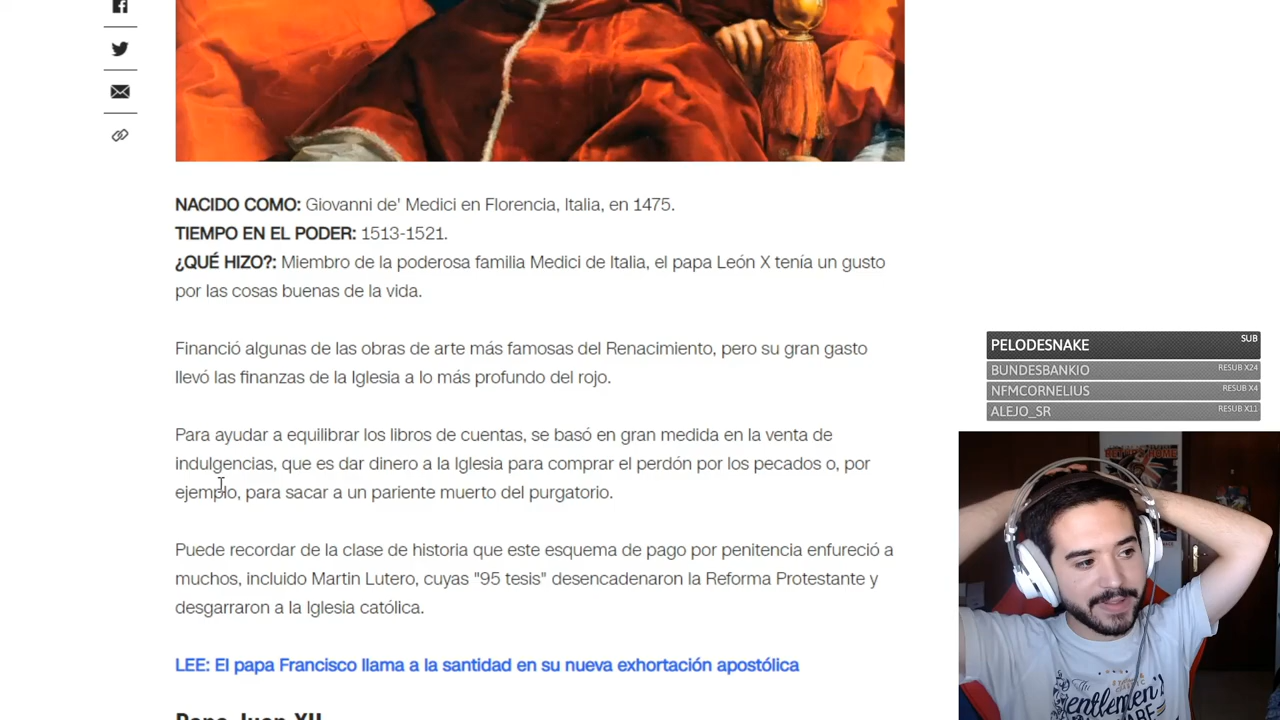 NACIDO COMO: Giovanni de' Medici en Florencia, Italia, en 1475.
TIEMPO EN EL PODER: 1513-1521.
¿QUÉ HIZO?: Miembro de la poderosa familia Medici de Italia, el papa León X tenía un gusto
por las cosas buenas de la vida.
Financió algunas de las obras de arte más famosas del Renacimiento, pero su gran gasto
llevó las finanzas de la Iglesia a lo más profundo del rojo.
Para ayudar a equilibrar los libros de cuentas, se basó en gran medida en la venta de
indulgencias, que es dar dinero a la Iglesia para comprar el perdón por los pecados o, por
ejemplo, para sacar a un pariente muerto del purgatorio.
Puede recordar de la clase de historia que este esquema de pago por penitencia enfureció a
muchos, incluido Martin Lutero, cuyas "95 tesis" desencadenaron la Reforma Protestante y
desgarraron a la Iglesia católica.
LEE: El papa Francisco llama a la santidad en su nueva exhortación apostólica
Papa Juan XII
PELODESNAKE SUB
BUNDESBANKIO RESUB X24
NFMCORNELIUS RESUB X4
ALEJO_SR RESUB X11